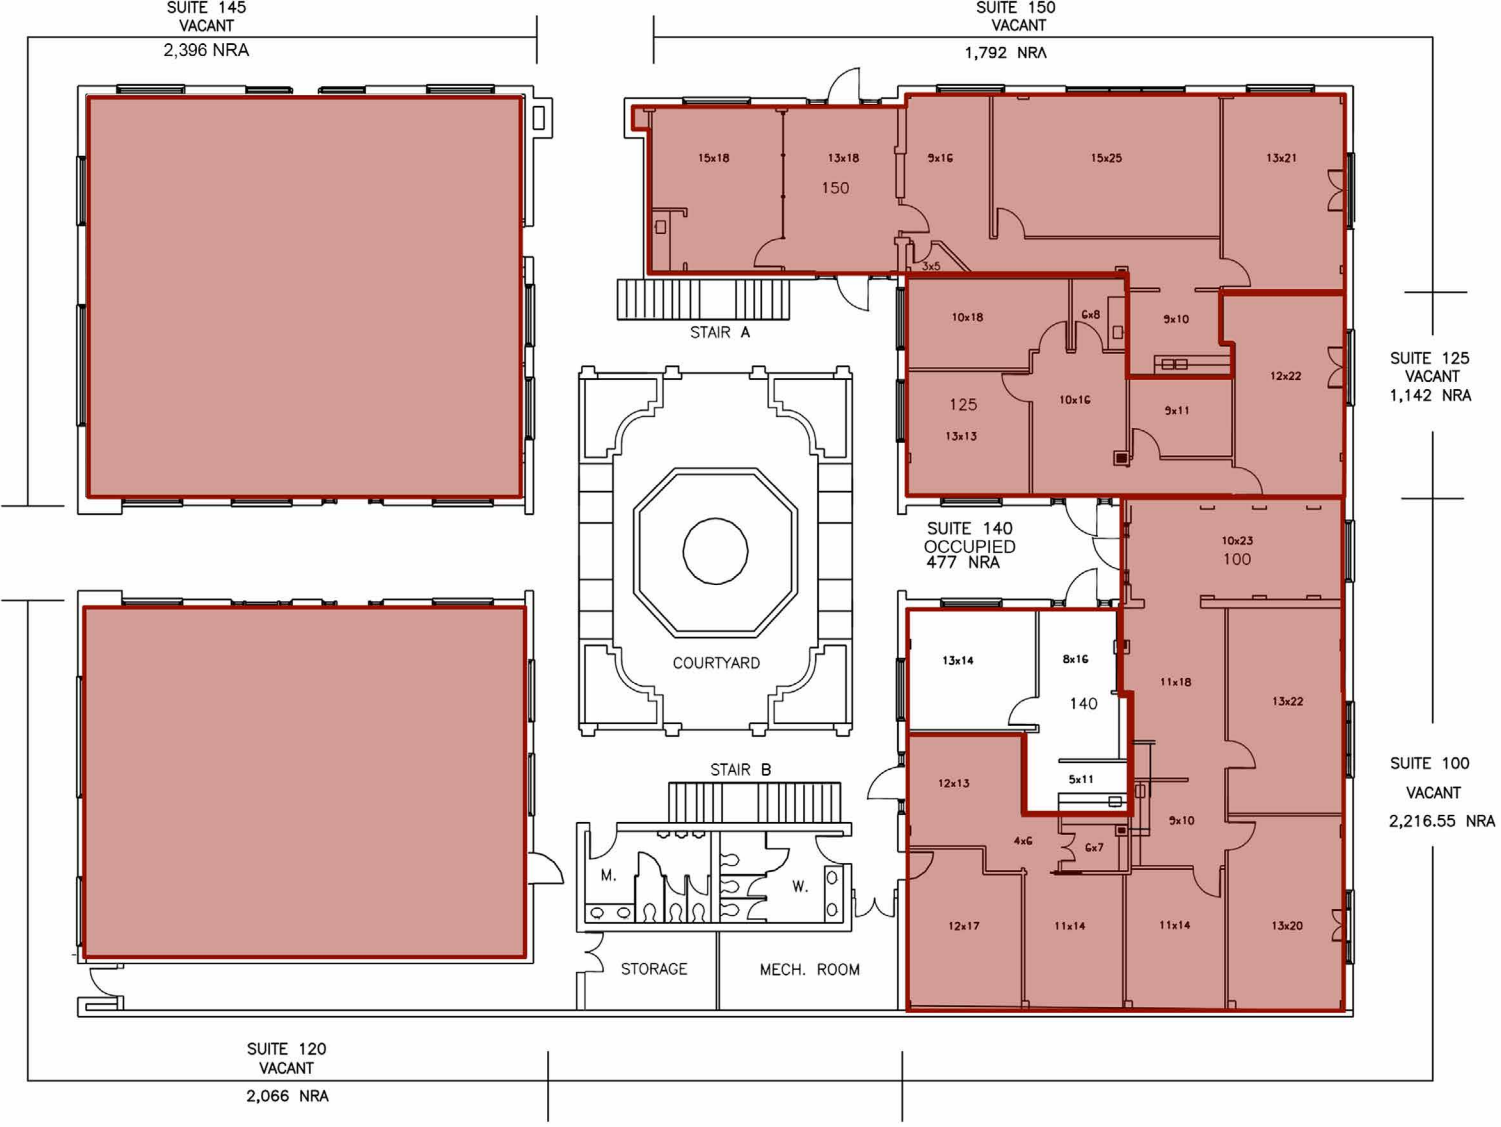 SUITE 145
VACANT
2,396 NRA
SUITE 150
VACANT
1,792 NRA
15x18
13x18
150
9x16
15x25
13x21
3x5
10x18
6x8
9x10
12x22
STAIR A
125
13x13
10x16
9x11
SUITE 125
VACANT
1,142 NRA
SUITE 140
OCCUPIED
477 NRA
10x23
100
COURTYARD
13x14
8x16
140
11x18
13x22
STAIR B
12x13
5x11
9x10
4x6
6x7
SUITE 100
VACANT
2,216.55 NRA
M.
W.
12x17
11x14
11x14
13x20
STORAGE
MECH. ROOM
SUITE 120
VACANT
2,066 NRA